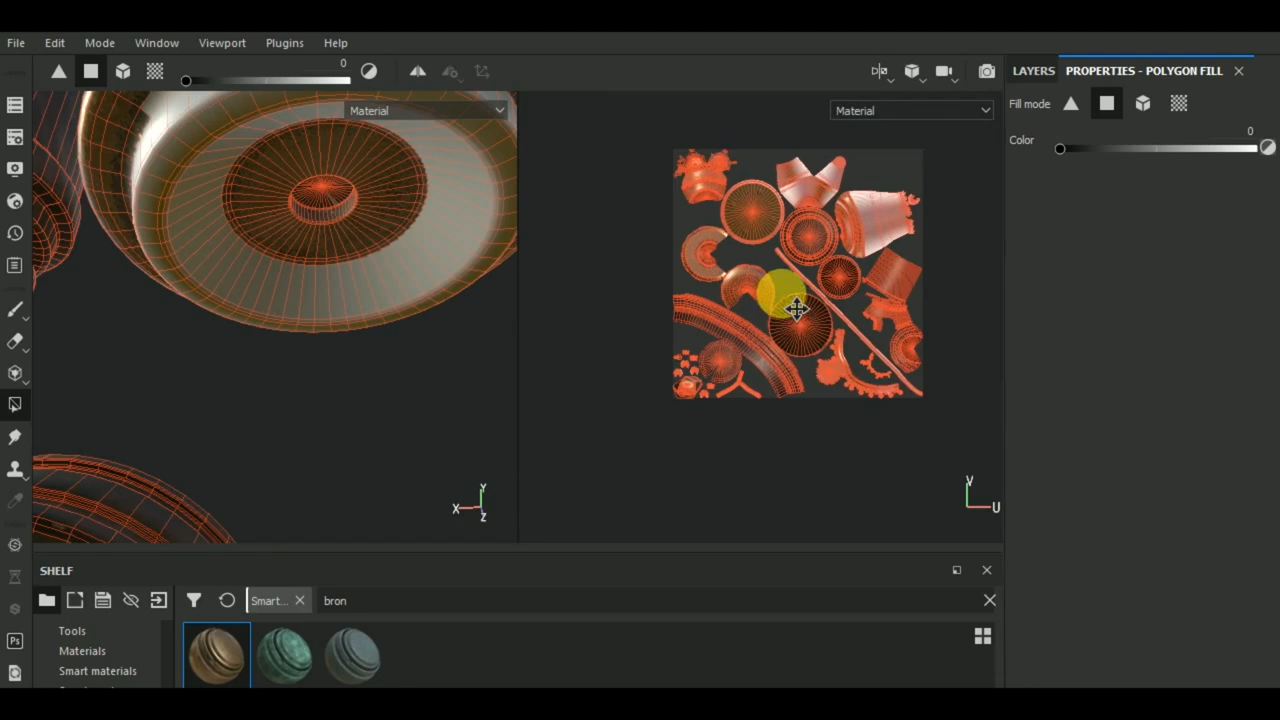 File Edit Mode Window Viewport Plugins Help
0
LAYERS PROPERTIES - POLYGON FILL
Fill mode
Color 0
Material
Material
Y
X
Z
V
U
SHELF
Smart... bron
Tools
Materials
Smart materials
Ps